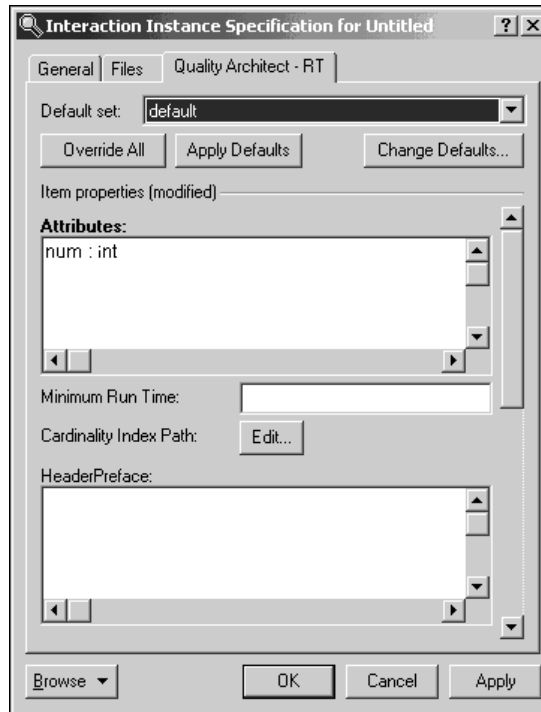 Interaction Instance Specification for Untitled
General Files Quality Architect - RT
Default set: default
Override All Apply Defaults Change Defaults...
Item properties (modified)
Attributes:
num : int
Minimum Run Time:
Cardinality Index Path: Edit...
HeaderPreface:
Browse OK Cancel Apply